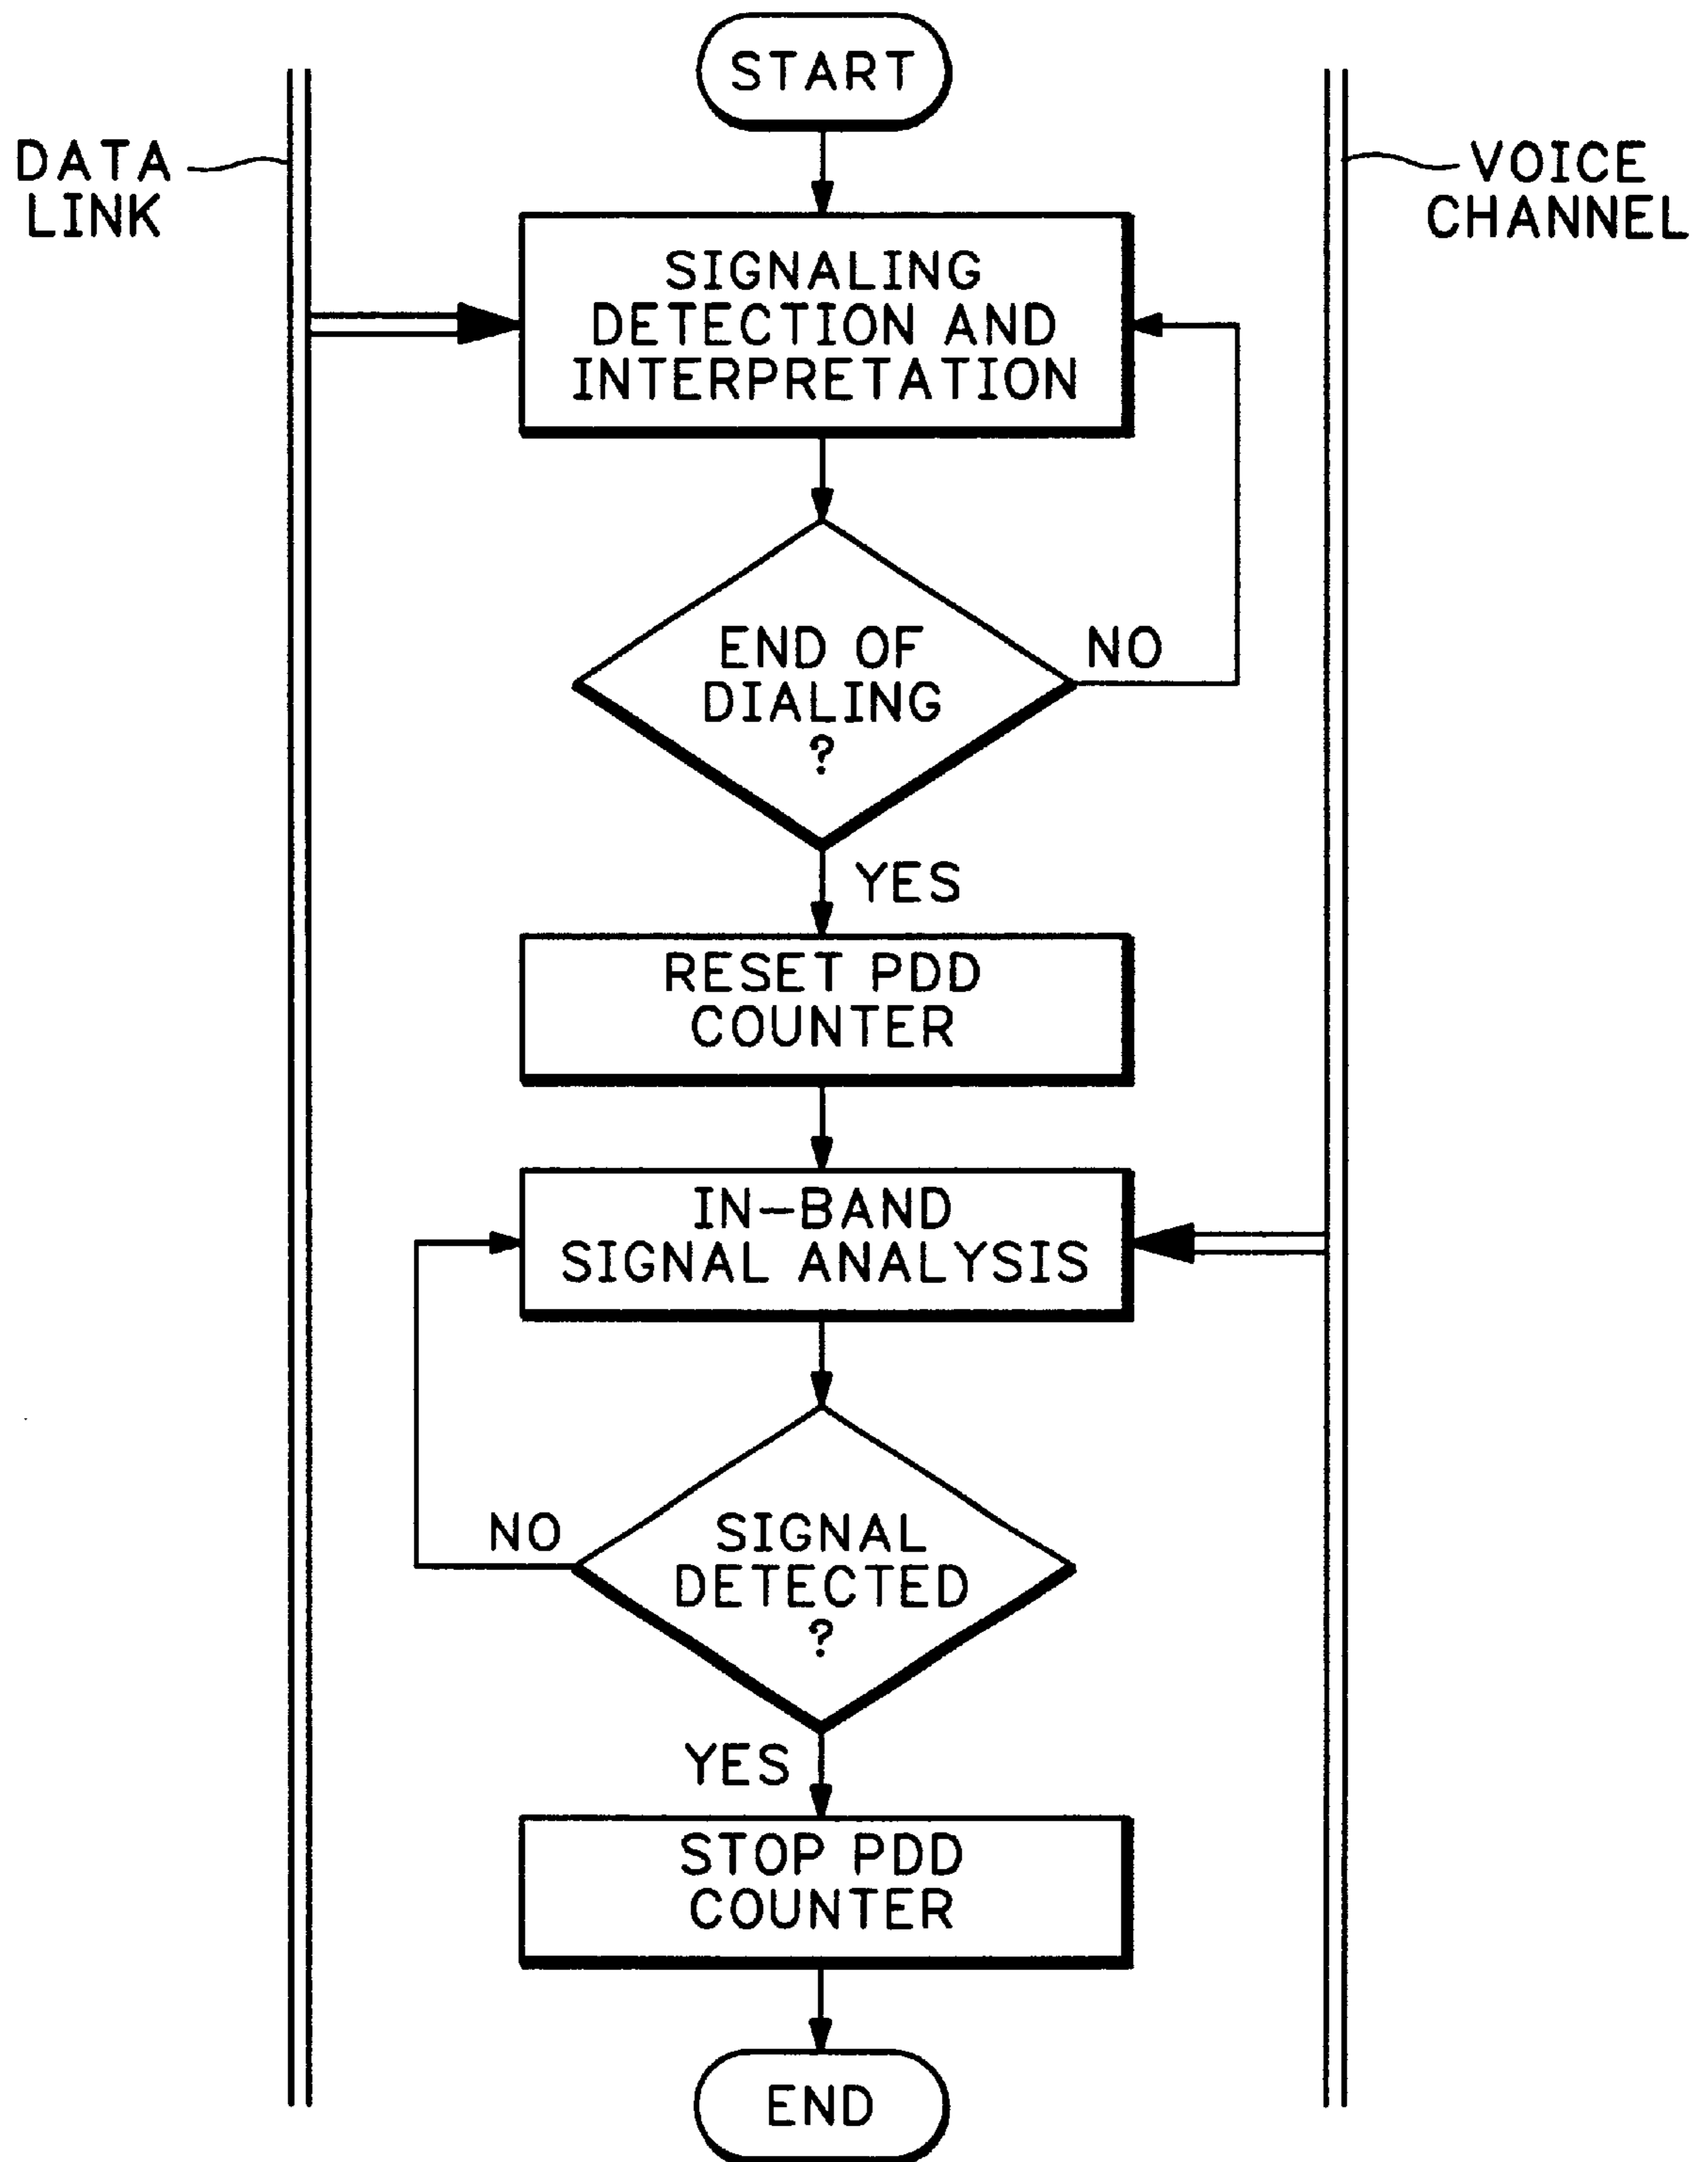 START
DATA
LINK
VOICE
CHANNEL
SIGNALING
DETECTION AND
INTERPRETATION
END OF
DIALING
?
NO
YES
RESET PDD
COUNTER
IN-BAND
SIGNAL ANALYSIS
NO
SIGNAL
DETECTED
?
YES
STOP PDD
COUNTER
END